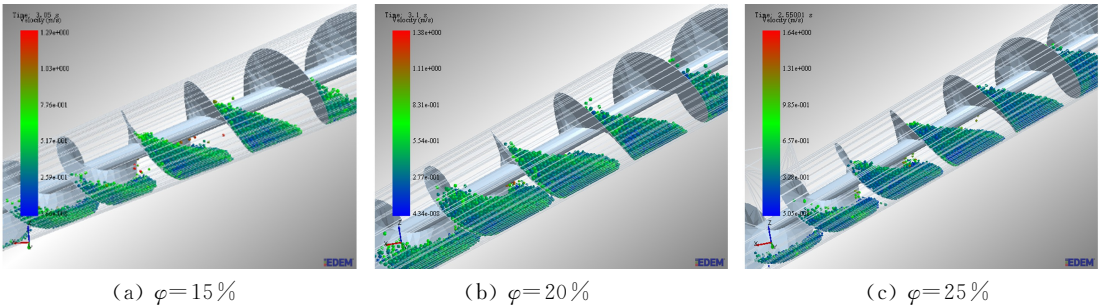 Time: 3.05 s
Velocity (m/s)
1.29e+000
1.03e+000
7.76e-001
5.17e-001
2.59e-001
EDEM
(a) φ=15%
Time: 3.1 s
Velocity (m/s)
1.38e+000
1.11e+000
8.31e-001
5.54e-001
2.77e-001
4.34e-003
Z
EDEM
(b) φ=20%
Time: 2.55001 s
Velocity (m/s)
1.64e+000
1.31e+000
9.85e-001
6.57e-001
3.28e-001
Z
X
EDEM
(c) φ=25%